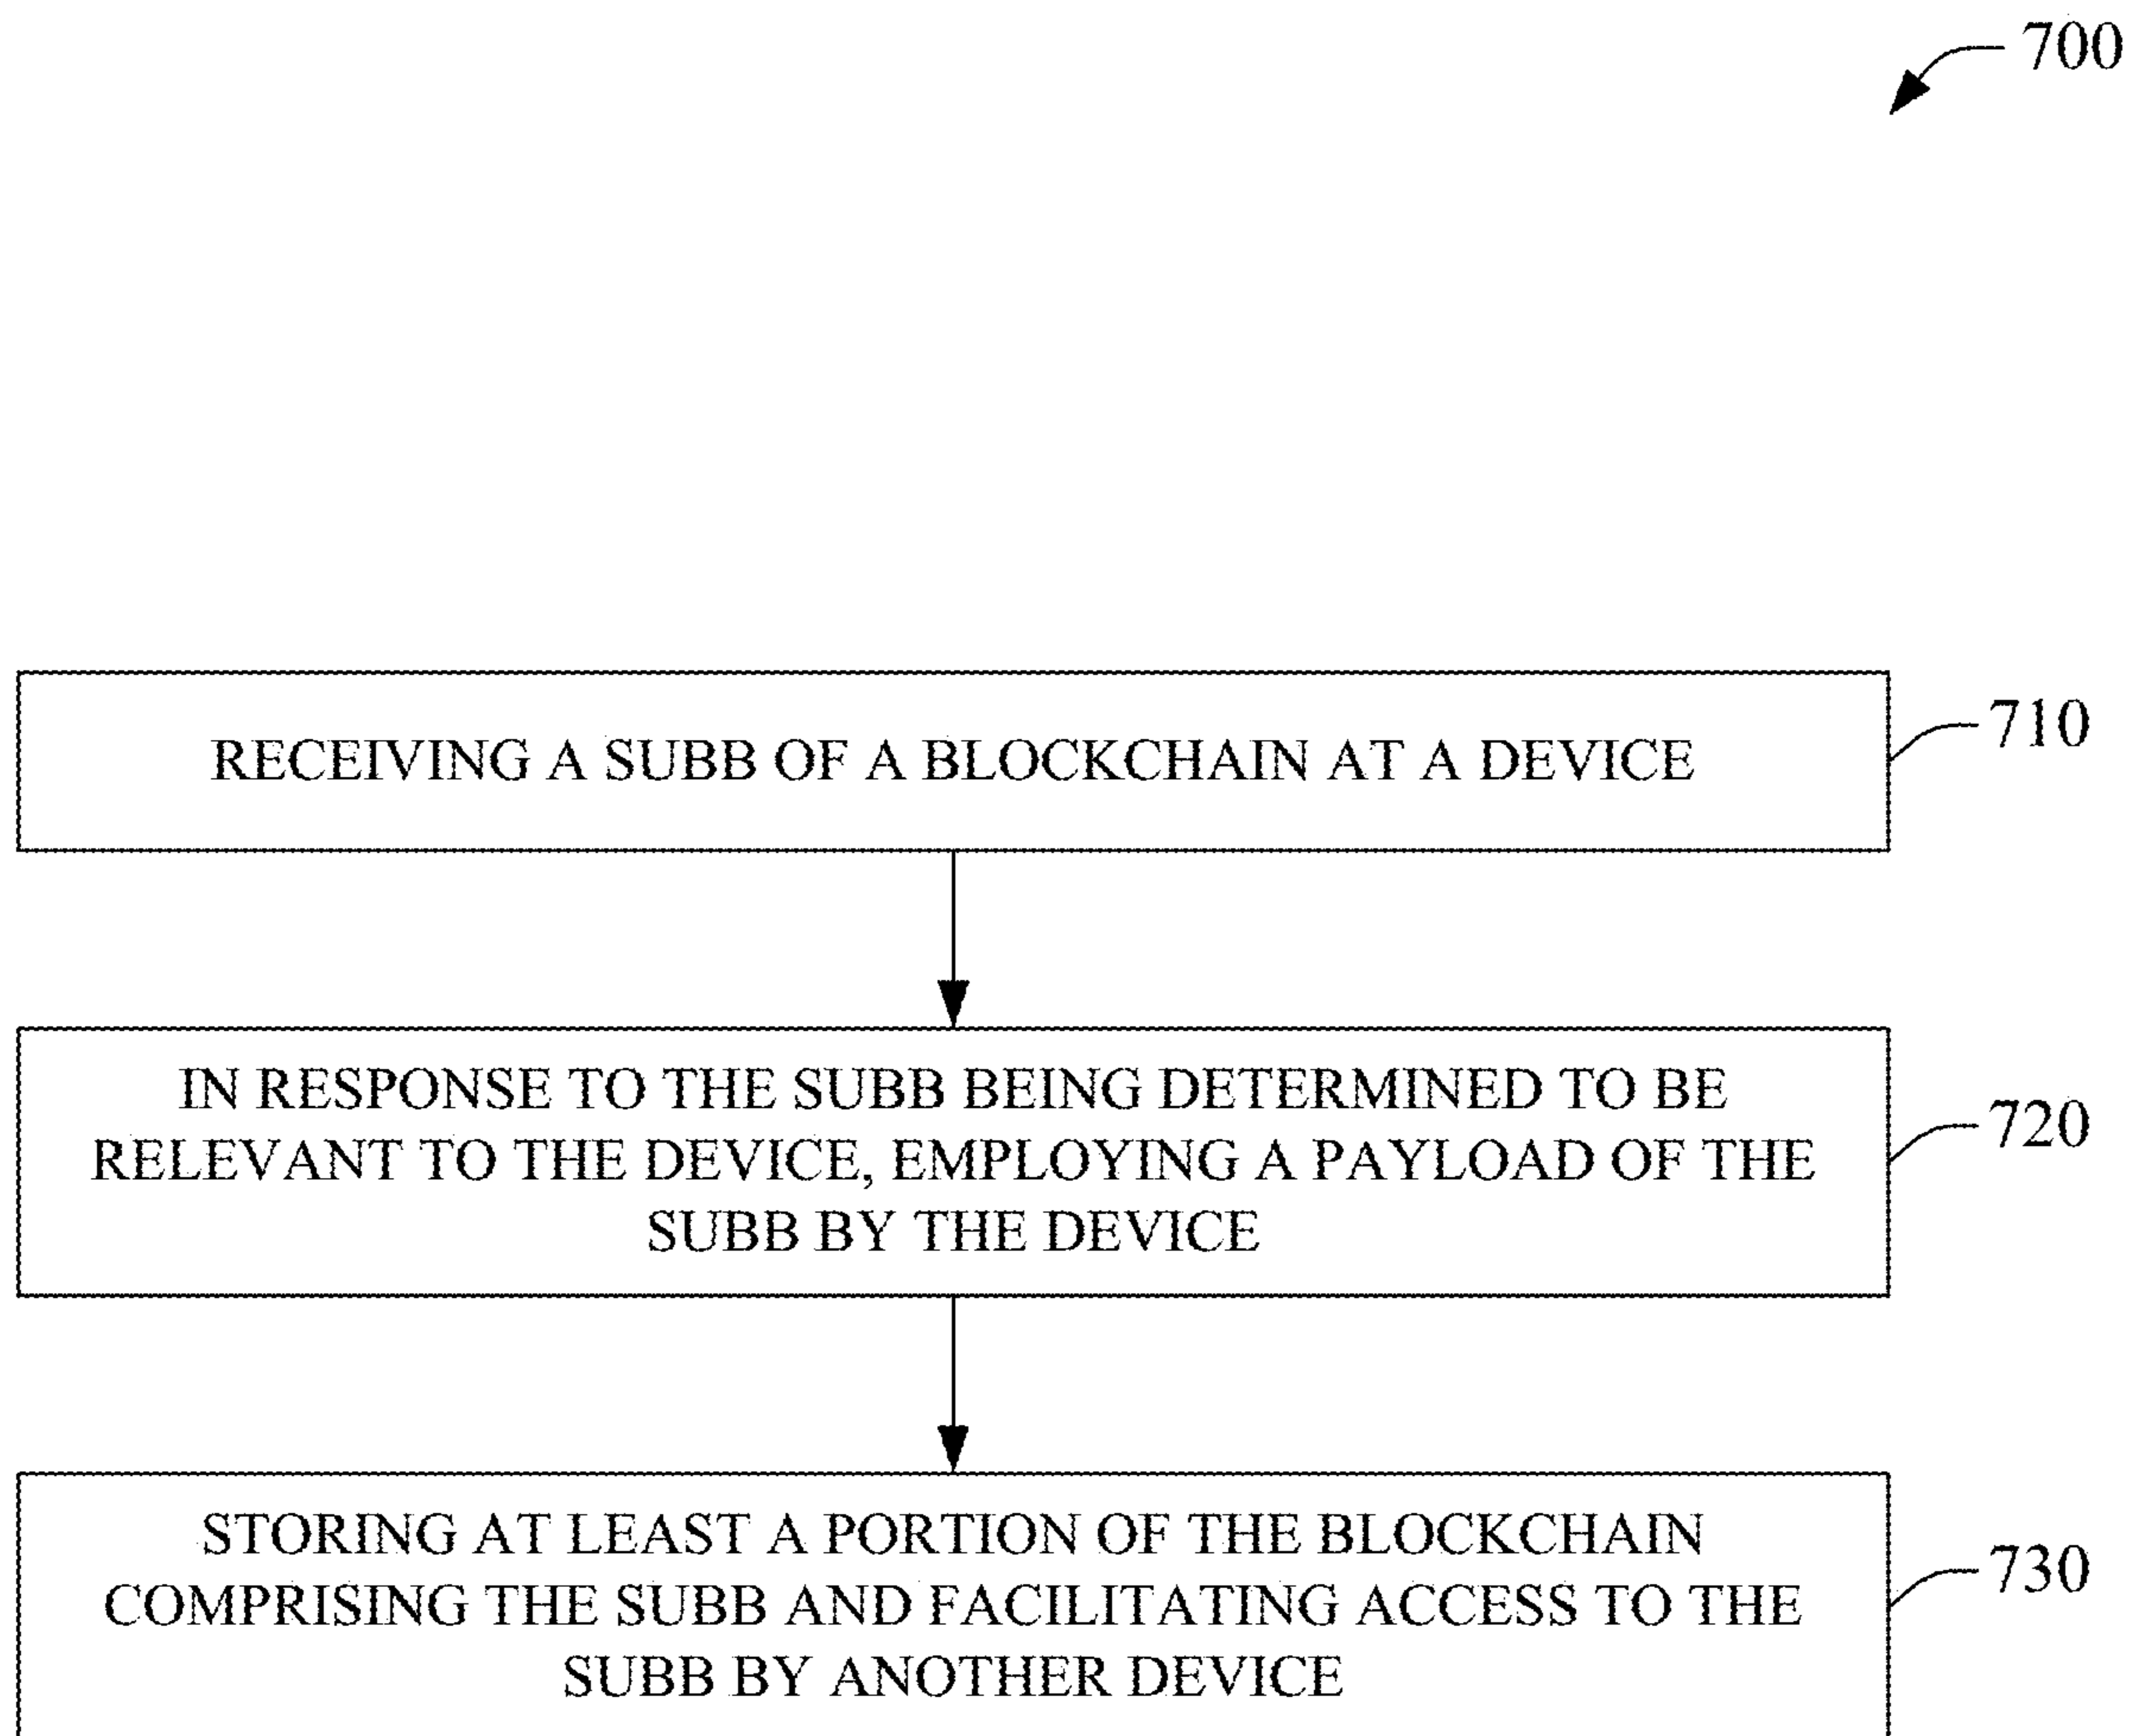 700
RECEIVING A SUBB OF A BLOCKCHAIN AT A DEVICE
710
IN RESPONSE TO THE SUBB BEING DETERMINED TO BE
RELEVANT TO THE DEVICE, EMPLOYING A PAYLOAD OF THE
SUBB BY THE DEVICE
720
STORING AT LEAST A PORTION OF THE BLOCKCHAIN
COMPRISING THE SUBB AND FACILITATING ACCESS TO THE
SUBB BY ANOTHER DEVICE
730